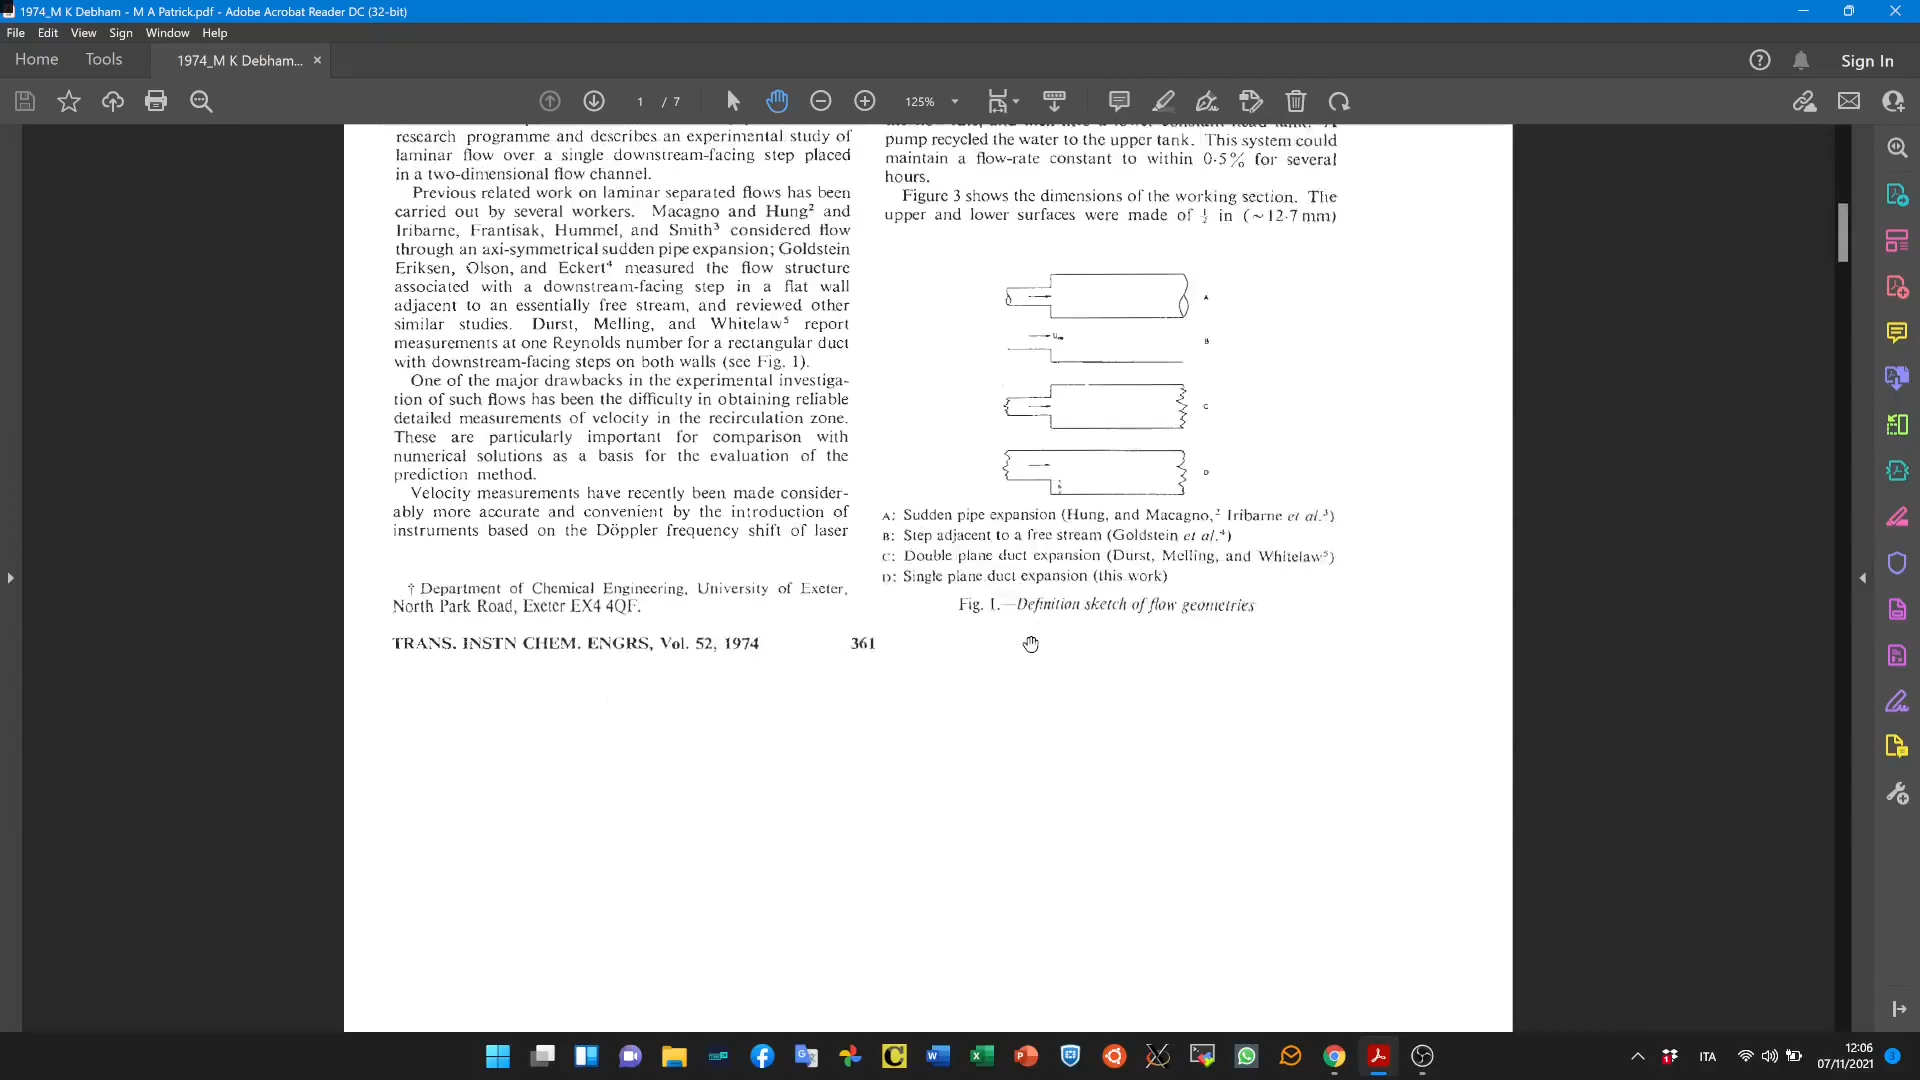 1974_M K Debham - M A Patrick.pdf - Adobe Acrobat Reader DC (32-bit)
File Edit View Sign Window Help
Home Tools 1974_M K Debham... × Sign In
1 / 7 125%
research programme and describes an experimental study of
laminar flow over a single downstream-facing step placed
in a two-dimensional flow channel.
Previous related work on laminar separated flows has been
carried out by several workers. Macagno and Hung² and
Iribarne, Frantisak, Hummel, and Smith³ considered flow
through an axi-symmetrical sudden pipe expansion; Goldstein
Eriksen, Olson, and Eckert⁴ measured the flow structure
associated with a downstream-facing step in a flat wall
adjacent to an essentially free stream, and reviewed other
similar studies. Durst, Melling, and Whitelaw⁵ report
measurements at one Reynolds number for a rectangular duct
with downstream-facing steps on both walls (see Fig. 1).
One of the major drawbacks in the experimental investiga-
tion of such flows has been the difficulty in obtaining reliable
detailed measurements of velocity in the recirculation zone.
These are particularly important for comparison with
numerical solutions as a basis for the evaluation of the
prediction method.
Velocity measurements have recently been made consider-
ably more accurate and convenient by the introduction of
instruments based on the Döppler frequency shift of laser
† Department of Chemical Engineering, University of Exeter,
North Park Road, Exeter EX4 4QF.
TRANS. INSTN CHEM. ENGRS, Vol. 52, 1974 361
pump recycled the water to the upper tank. This system could
maintain a flow-rate constant to within 0·5% for several
hours.
Figure 3 shows the dimensions of the working section. The
upper and lower surfaces were made of ½ in (~12·7 mm)
A
B
C
D
A: Sudden pipe expansion (Hung, and Macagno,² Iribarne et al.³)
B: Step adjacent to a free stream (Goldstein et al.⁴)
C: Double plane duct expansion (Durst, Melling, and Whitelaw⁵)
D: Single plane duct expansion (this work)
Fig. 1.—Definition sketch of flow geometries
ITA
12:06
07/11/2021
3